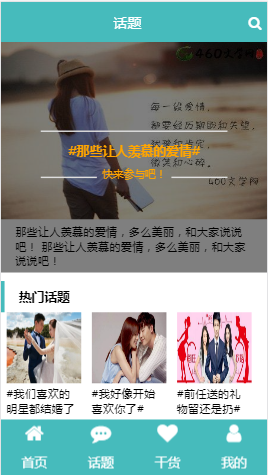 话题
460文学网
每一段爱情，
都要经历期盼和失望，
#那些让人羡慕的爱情#
快来参与吧！
460文学网
那些让人羡慕的爱情，多么美丽，和大家说说
吧！ 那些让人羡慕的爱情，多么美丽，和大家
说说吧！
热门话题
#我们喜欢的
明星都结婚了
#我好像开始
喜欢你了#
#前任送的礼
物留还是扔#
首页
话题
干货
我的